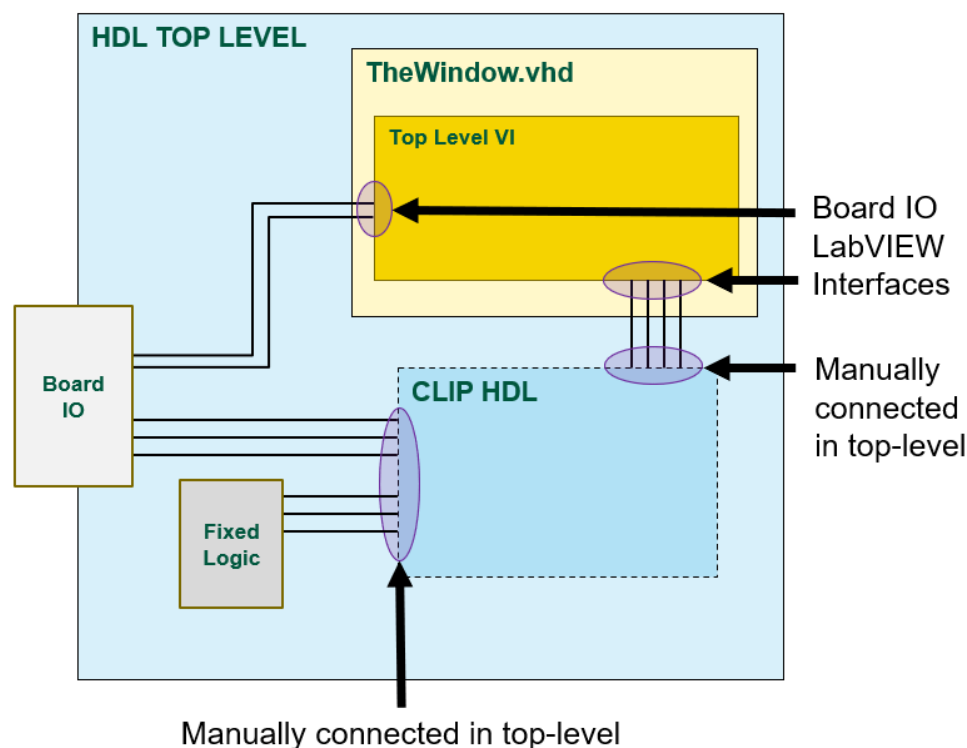 HDL TOP LEVEL
TheWindow.vhd
Top Level VI
Board IO
LabVIEW
Interfaces
Board
IO
CLIP HDL
Manually
connected
in top-level
Fixed
Logic
Manually connected in top-level